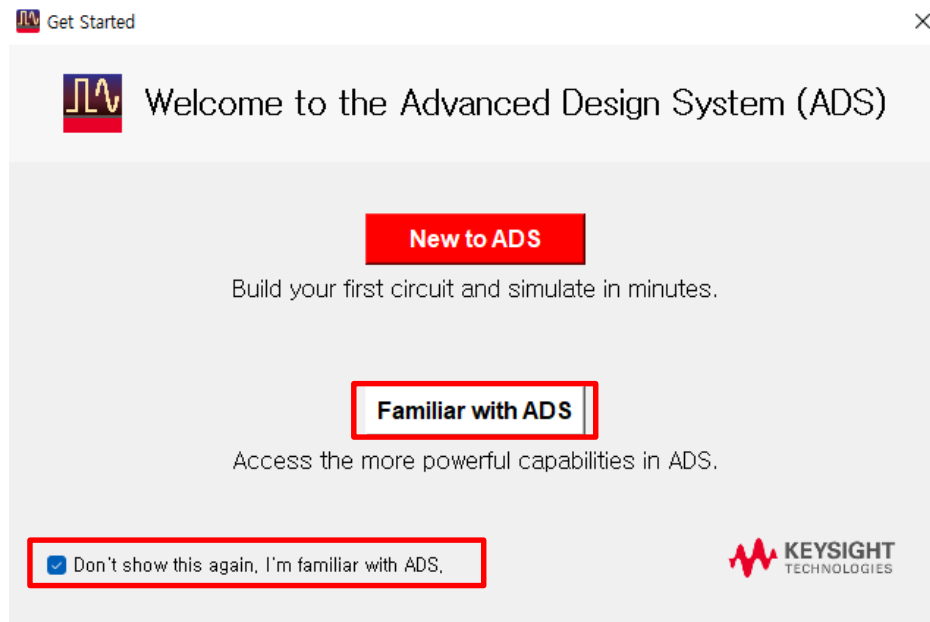 Get Started
Welcome to the Advanced Design System (ADS)
New to ADS
Build your first circuit and simulate in minutes.
Familiar with ADS
Access the more powerful capabilities in ADS.
Don't show this again, I'm familiar with ADS,
KEYSIGHT
TECHNOLOGIES